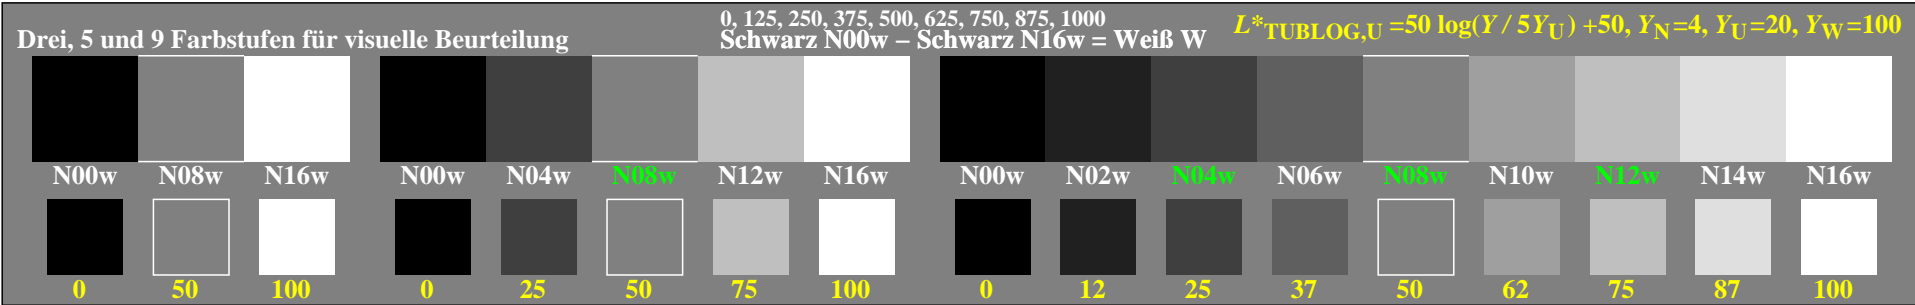 Drei, 5 und 9 Farbstufen für visuelle Beurteilung
0, 125, 250, 375, 500, 625, 750, 875, 1000
Schwarz N00w – Schwarz N16w = Weiß W
L*TUBLOG,U =50 log(Y / 5YU) +50, YN=4, YU=20, YW=100
N00w N08w N16w N00w N04w N08w N12w N16w N00w N02w N04w N06w N08w N10w N12w N14w N16w
0 50 100 0 25 50 75 100 0 12 25 37 50 62 75 87 100